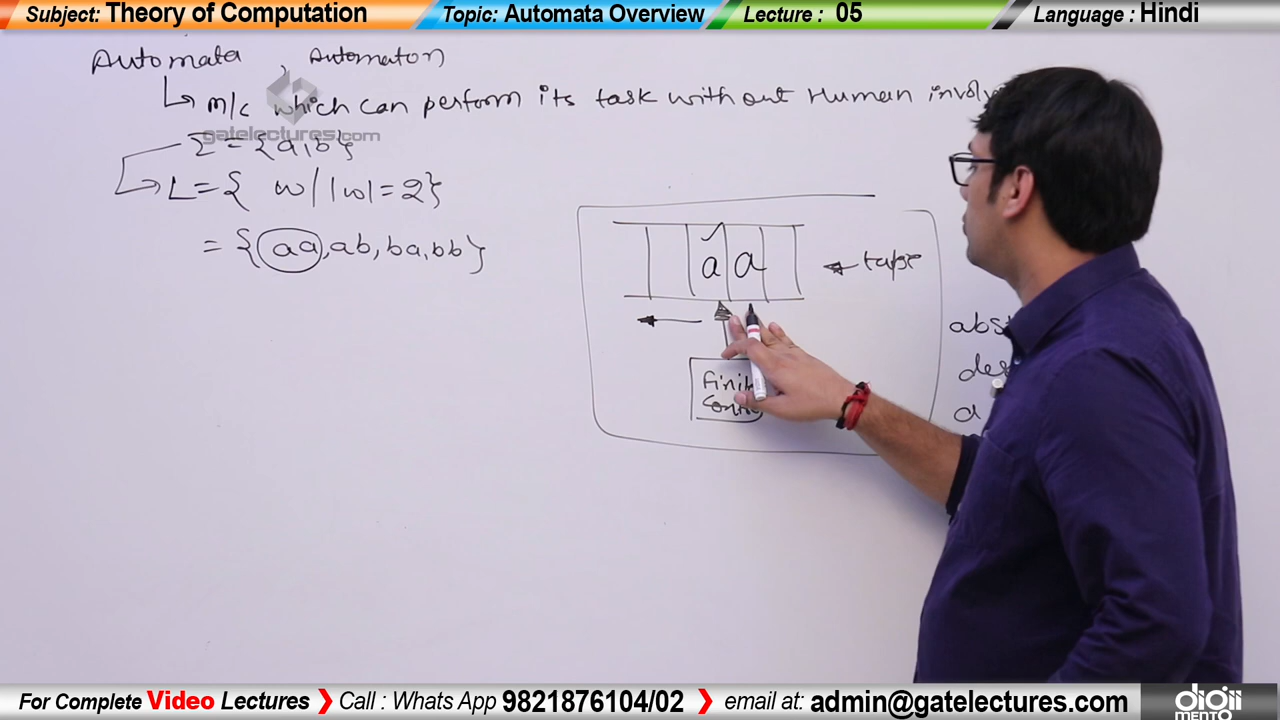 Subject: Theory of Computation
Topic: Automata Overview
Lecture : 05
Language : Hindi
Automata, Automaton
↳ m/c which can perform its task without Human
gatelectures.com
Σ = {a,b}
L = { w / |w| = 2}
= {aa, ab, ba, bb}
a a
← tape
Finite
For Complete Video Lectures ❯ Call : Whats App 9821876104/02 ❯ email at: admin@gatelectures.com
digii
MENTO